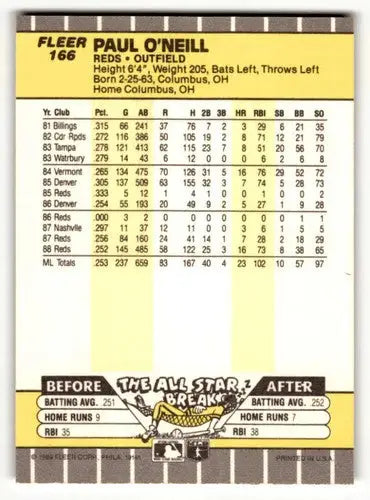 FLEER
166
PAUL O'NEILL
REDS • OUTFIELD
Height 6'4", Weight 205, Bats Left, Throws Left
Born 2-25-63, Columbus, OH
Home Columbus, OH
Yr. Club Pct. G AB R H 2B 3B HR RBI SB BB SO
81 Billings .315 66 241 37 76 7 2 3 29 6 21 35
82 Cdr Rpds .272 116 386 50 105 19 2 8 71 12 21 79
83 Tampa .278 121 413 62 115 23 7 8 51 20 56 70
83 Watrbury .279 14 43 6 12 0 0 0 6 2 6 8
84 Vermont .265 134 475 70 126 31 5 16 76 29 52 72
85 Denver .305 137 509 63 155 32 3 7 74 5 28 73
85 Reds .333 5 12 1 4 1 0 0 1 0 0 2
86 Denver .254 55 193 20 49 9 2 5 27 1 9 28
86 Reds .000 3 2 0 0 0 0 0 0 0 1 1
87 Nashvlle .297 11 37 12 11 0 0 3 6 1 5 5
87 Reds .256 84 160 24 41 14 1 7 28 2 18 29
88 Reds .252 145 485 58 122 25 3 16 73 8 38 65
ML Totals .253 237 659 83 167 40 4 23 102 10 57 97
BEFORE THE ALL STAR BREAK AFTER
BATTING AVG. .251
HOME RUNS 9
RBI 35
BATTING AVG. .252
HOME RUNS 7
RBI 38
© 1989 FLEER CORP., PHILA. 19141
PRINTED IN U.S.A.